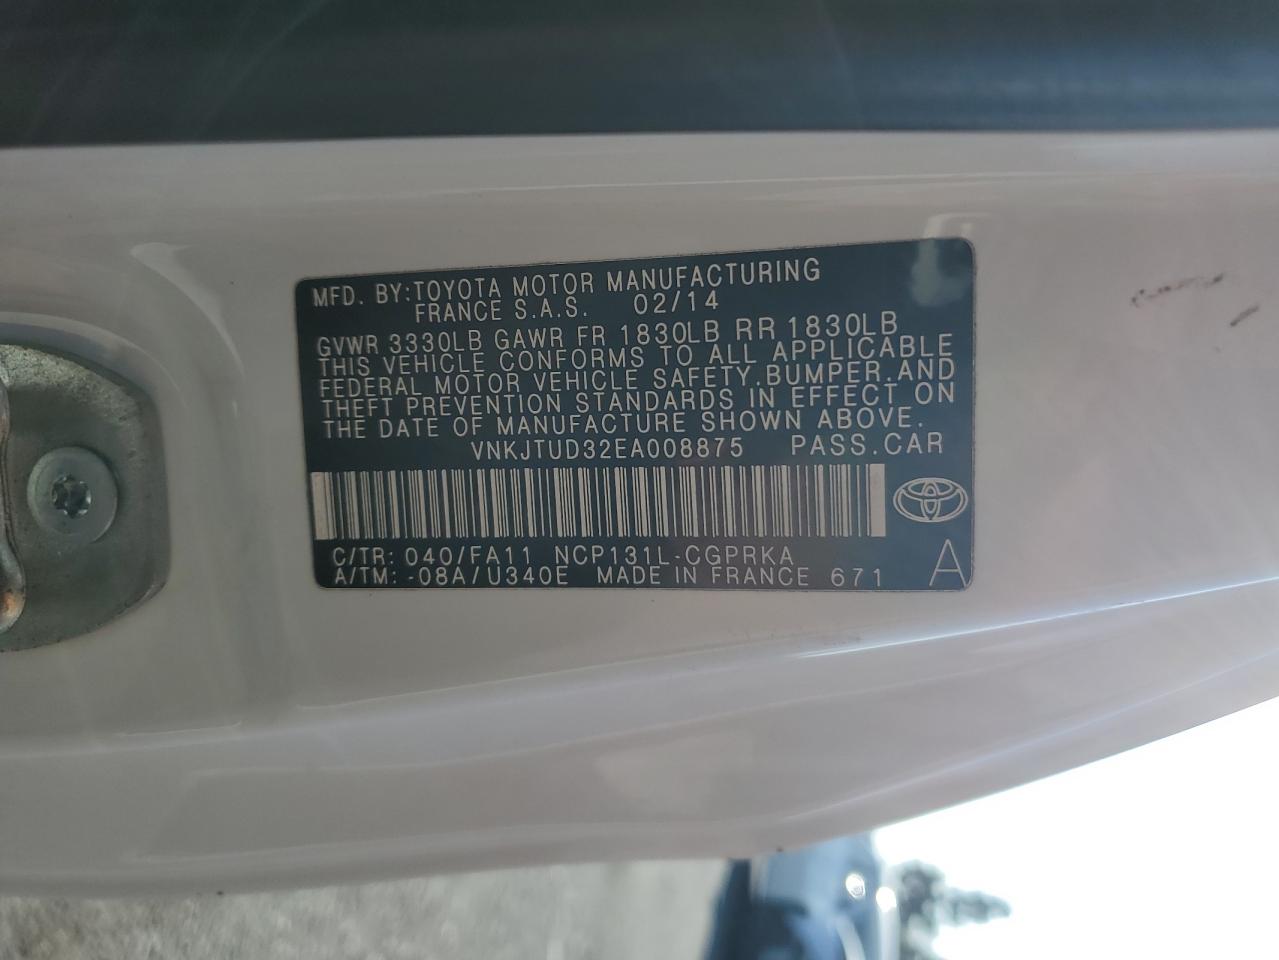 MFD. BY:TOYOTA MOTOR MANUFACTURING
FRANCE S.A.S. 02/14
GVWR 3330LB GAWR FR 1830LB RR 1830LB
THIS VEHICLE CONFORMS TO ALL APPLICABLE
FEDERAL MOTOR VEHICLE SAFETY,BUMPER,AND
THEFT PREVENTION STANDARDS IN EFFECT ON
THE DATE OF MANUFACTURE SHOWN ABOVE.
VNKJTUD32EA008875 PASS.CAR
C/TR: 040/FA11 NCP131L-CGPRKA
A/TM: -08A/U340E MADE IN FRANCE 671 A